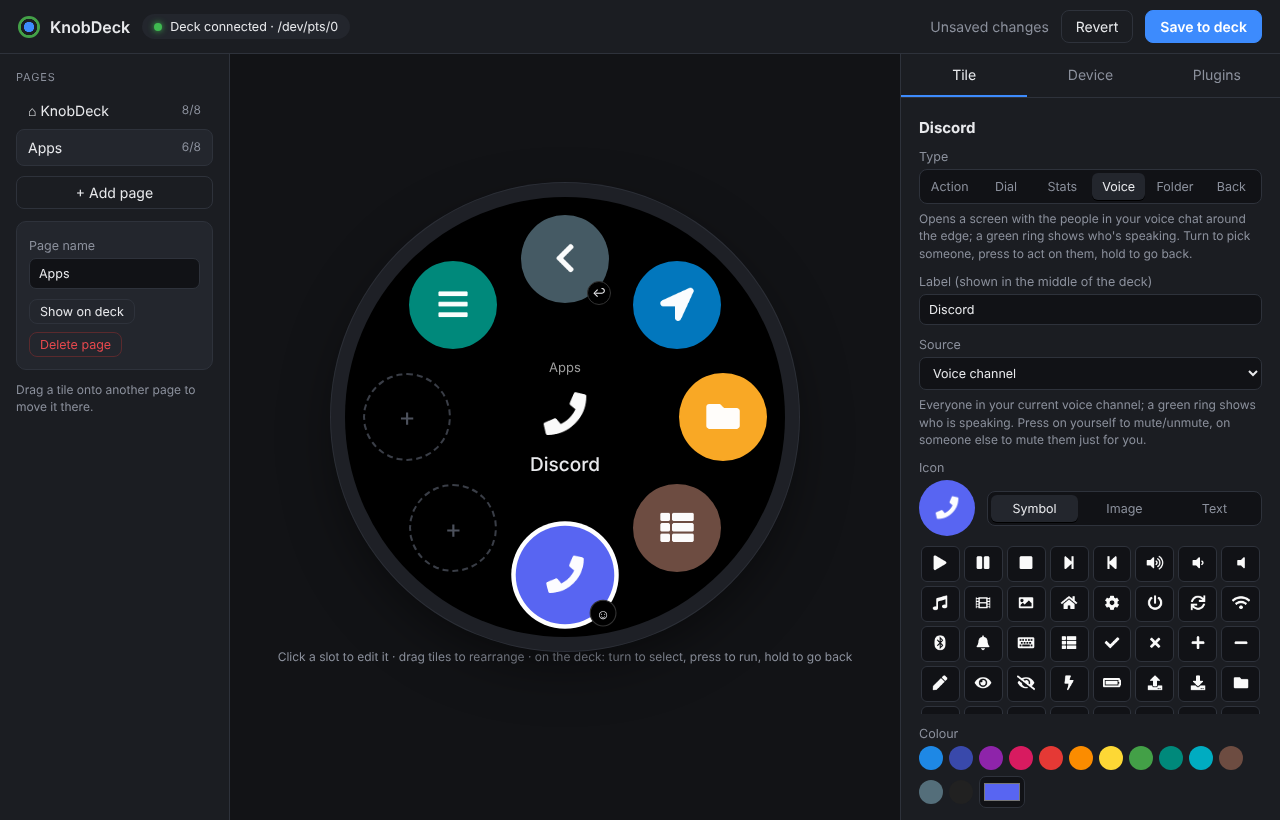 KnobDeck
Deck connected · /dev/pts/0
Unsaved changes
Revert
Save to deck
PAGES
⌂ KnobDeck
8/8
Apps
6/8
+ Add page
Page name
Apps
Show on deck
Delete page
Drag a tile onto another page to
move it there.
Apps
Discord
+
+
Click a slot to edit it · drag tiles to rearrange · on the deck: turn to select, press to run, hold to go back
Tile
Device
Plugins
Discord
Type
Action
Dial
Stats
Voice
Folder
Back
Opens a screen with the people in your voice chat around
the edge; a green ring shows who's speaking. Turn to pick
someone, press to act on them, hold to go back.
Label (shown in the middle of the deck)
Discord
Source
Voice channel
Everyone in your current voice channel; a green ring shows
who is speaking. Press on yourself to mute/unmute, on
someone else to mute them just for you.
Icon
Symbol
Image
Text
Colour